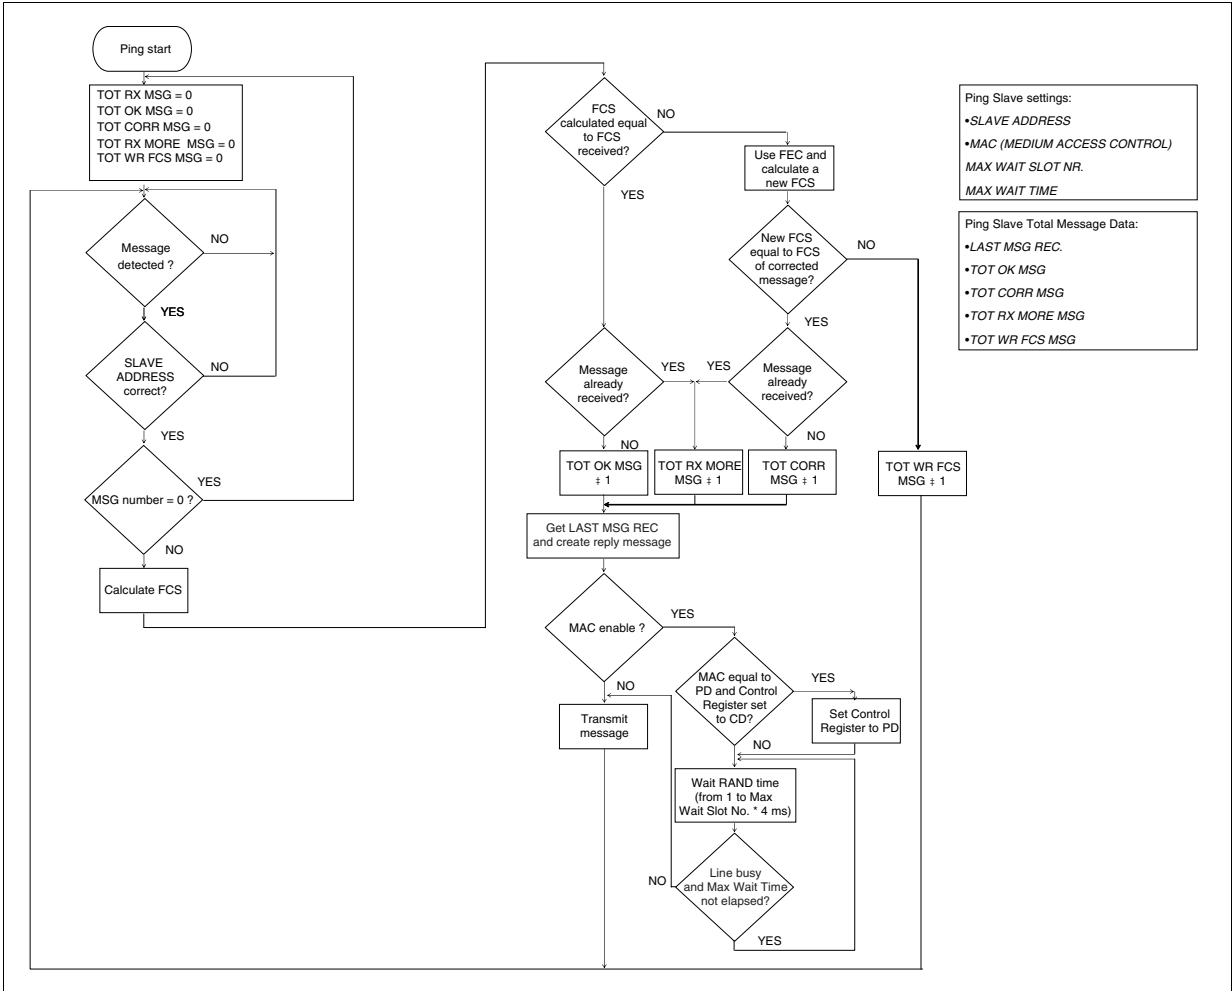 Ping start
TOT RX MSG = 0
TOT OK MSG = 0
TOT CORR MSG = 0
TOT RX MORE  MSG = 0
TOT WR FCS MSG = 0
Message
detected ?
NO
YES
SLAVE
ADDRESS
correct?
NO
YES
MSG number = 0 ?
YES
NO
Calculate FCS
FCS
calculated equal
to FCS
received?
NO
YES
Use FEC and
calculate a
new FCS
New FCS
equal to FCS
of corrected
message?
NO
YES
Message
already
received?
YES
NO
Message
already
received?
YES
NO
TOT OK MSG
‡ 1
TOT RX MORE
MSG ‡ 1
TOT CORR
MSG ‡ 1
TOT WR FCS
MSG ‡ 1
Get LAST MSG REC
and create reply message
MAC enable ?
YES
NO
Transmit
message
MAC equal to
PD and Control
Register set
to CD?
YES
NO
Set Control
Register to PD
Wait RAND time
(from 1 to Max
Wait Slot No. * 4 ms)
Line busy
and Max Wait Time
not elapsed?
NO
YES
Ping Slave settings:
•SLAVE ADDRESS
•MAC (MEDIUM ACCESS CONTROL)
MAX WAIT SLOT NR.
MAX WAIT TIME
Ping Slave Total Message Data:
•LAST MSG REC.
•TOT OK MSG
•TOT CORR MSG
•TOT RX MORE MSG
•TOT WR FCS MSG